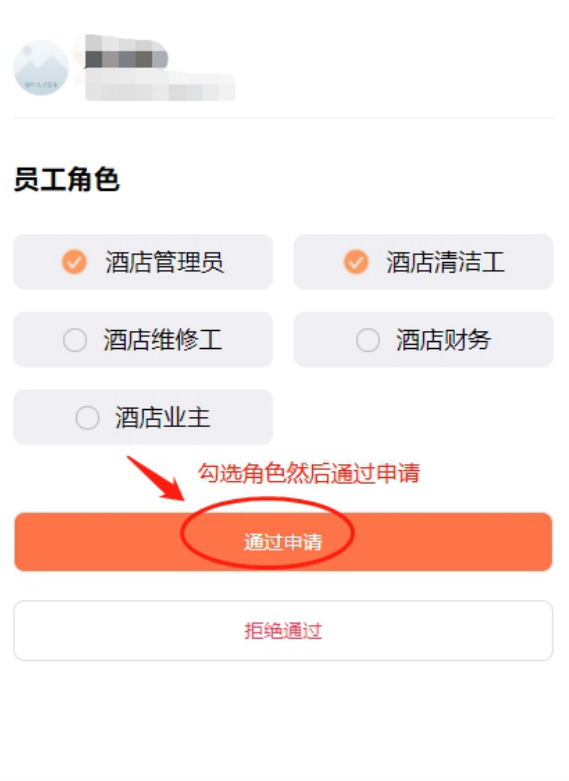 员工角色
酒店管理员
酒店清洁工
酒店维修工
酒店财务
酒店业主
勾选角色然后通过申请
通过申请
拒绝通过